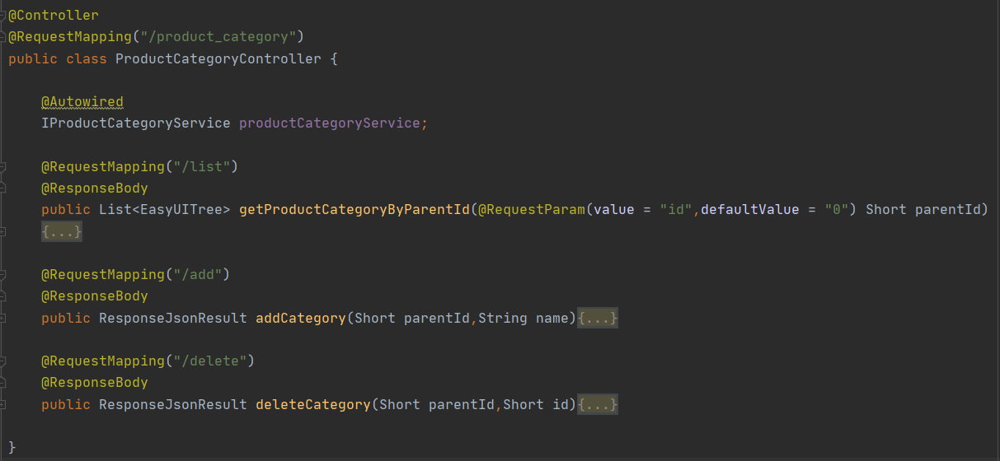 @Controller
@RequestMapping("/product_category")
public class ProductCategoryController {
@Autowired
IProductCategoryService productCategoryService;
@RequestMapping("/list")
@ResponseBody
public List<EasyUITree> getProductCategoryByParentId(@RequestParam(value = "id",defaultValue = "0") Short parentId)
{...}
@RequestMapping("/add")
@ResponseBody
public ResponseJsonResult addCategory(Short parentId,String name){...}
@RequestMapping("/delete")
@ResponseBody
public ResponseJsonResult deleteCategory(Short parentId,Short id){...}
}